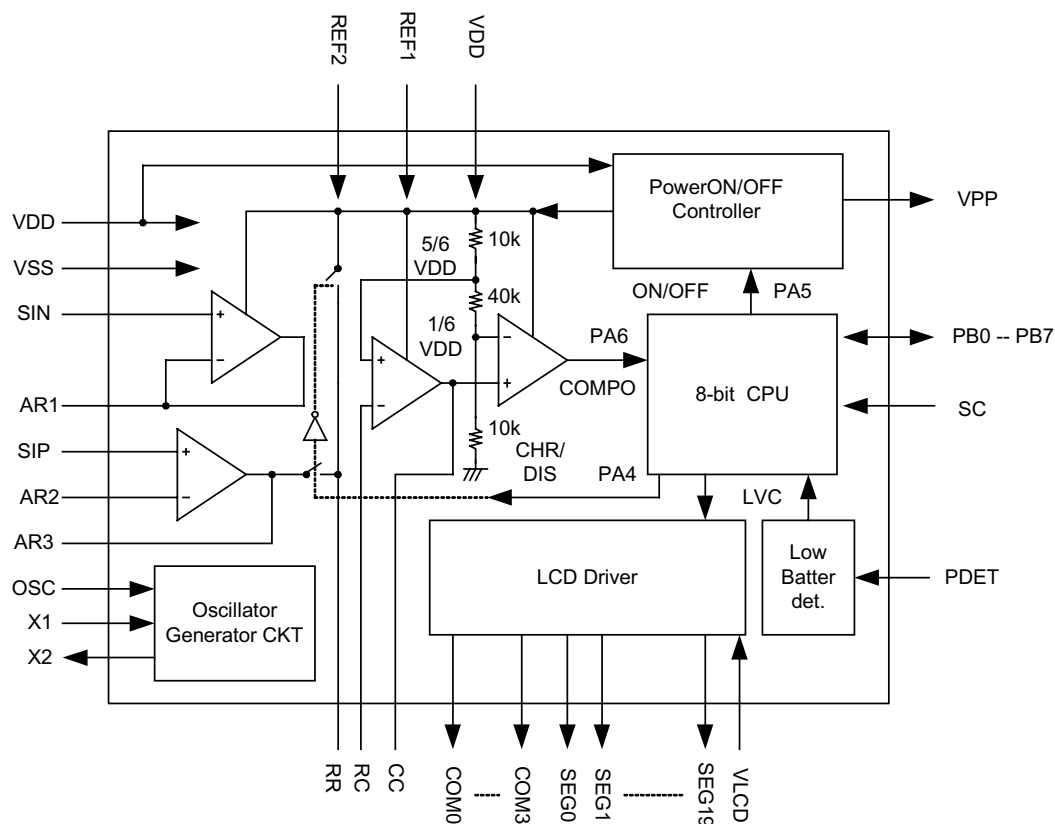 REF2
REF1
VDD
PowerON/OFF
Controller
VPP
VDD
VSS
SIN
AR1
SIP
AR2
AR3
OSC
X1
X2
5/6
VDD
10k
40k
1/6
VDD
10k
ON/OFF
PA5
PA6
COMPO
8-bit CPU
PB0 -- PB7
SC
CHR/
DIS
PA4
LVC
LCD Driver
Low
Batter
det.
PDET
Oscillator
Generator CKT
RR
RC
CC
COM0
COM3
SEG0
SEG1
SEG19
VLCD
+
−
+
−
+
−
−
+